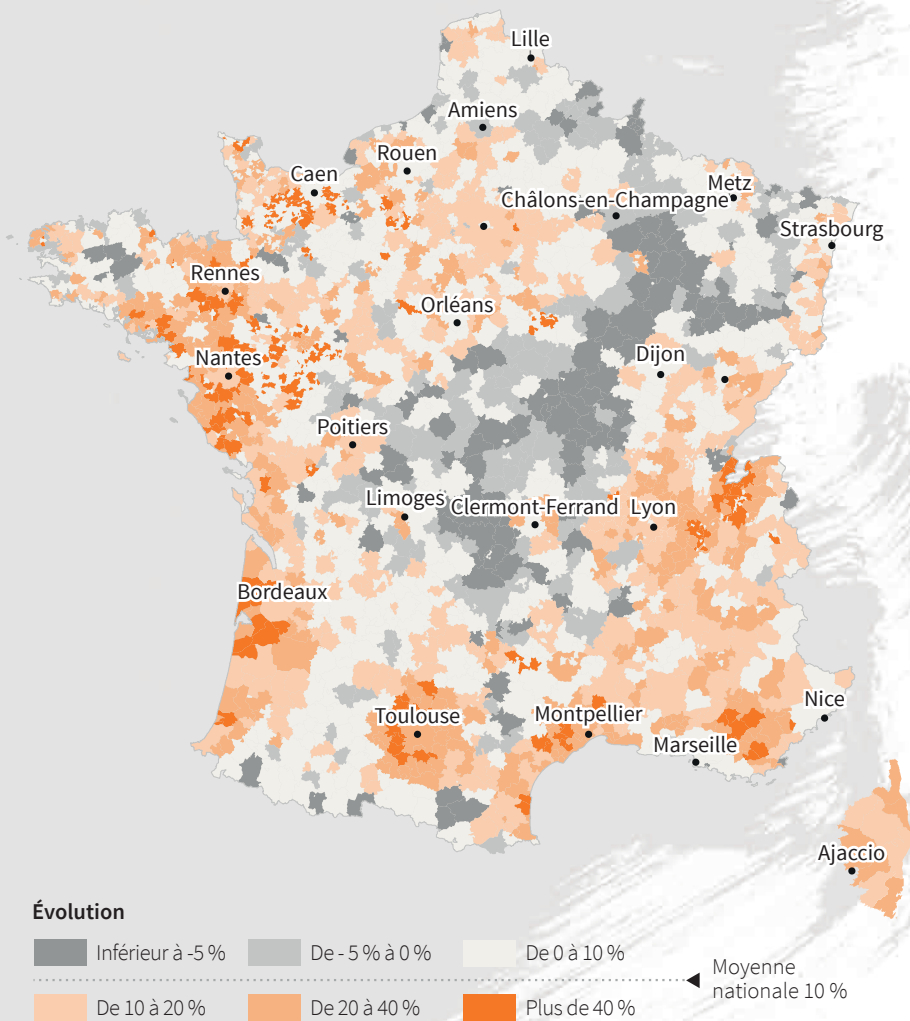 Lille
Amiens
Rouen
Caen
Metz
Châlons-en-Champagne
Strasbourg
Rennes
Orléans
Nantes
Dijon
Poitiers
Limoges
Clermont-Ferrand
Lyon
Bordeaux
Nice
Toulouse
Montpellier
Marseille
Ajaccio
Évolution
Inférieur à -5 %
De - 5 % à 0 %
De 0 à 10 %
Moyenne
nationale 10 %
De 10 à 20 %
De 20 à 40 %
Plus de 40 %